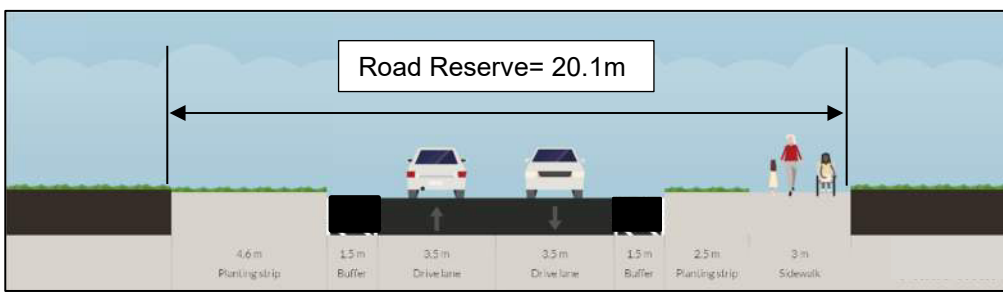 Road Reserve= 20.1m
4.6 m 1.5 m 3.5 m 3.5 m 1.5 m 2.5 m 3 m
Planting strip Buffer Drive lane Drive lane Buffer Planting strip Sidewalk